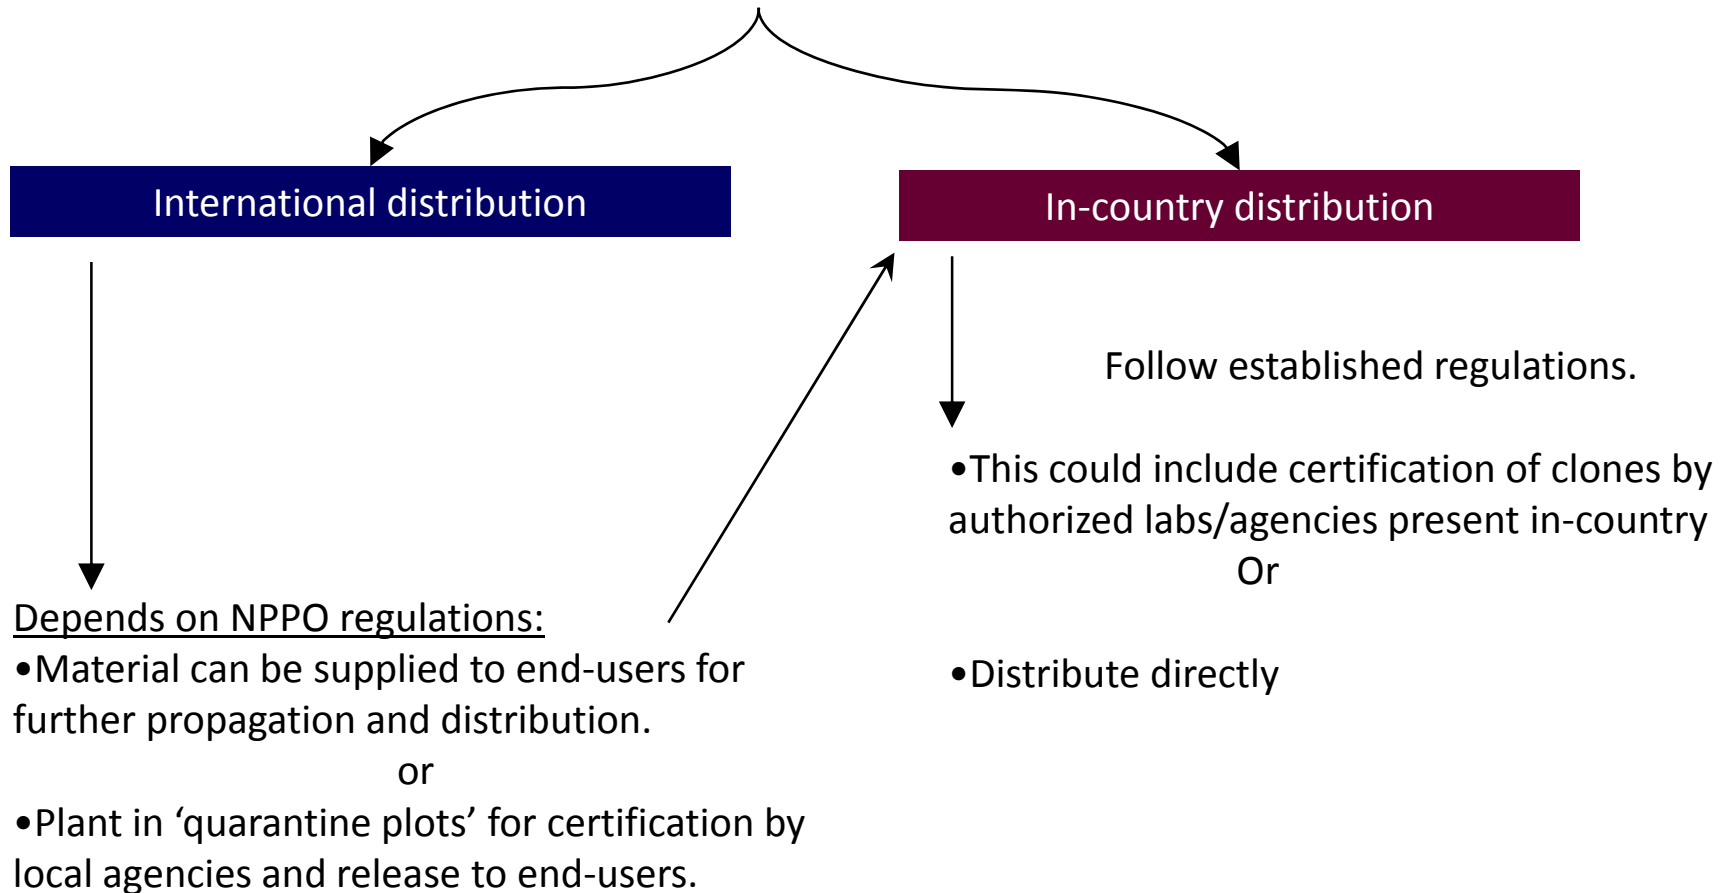 International distribution
In-country distribution
Follow established regulations.
•This could include certification of clones by
authorized labs/agencies present in-country
Or
•Distribute directly
Depends on NPPO regulations:
•Material can be supplied to end-users for
further propagation and distribution.
or
•Plant in ‘quarantine plots’ for certification by
local agencies and release to end-users.